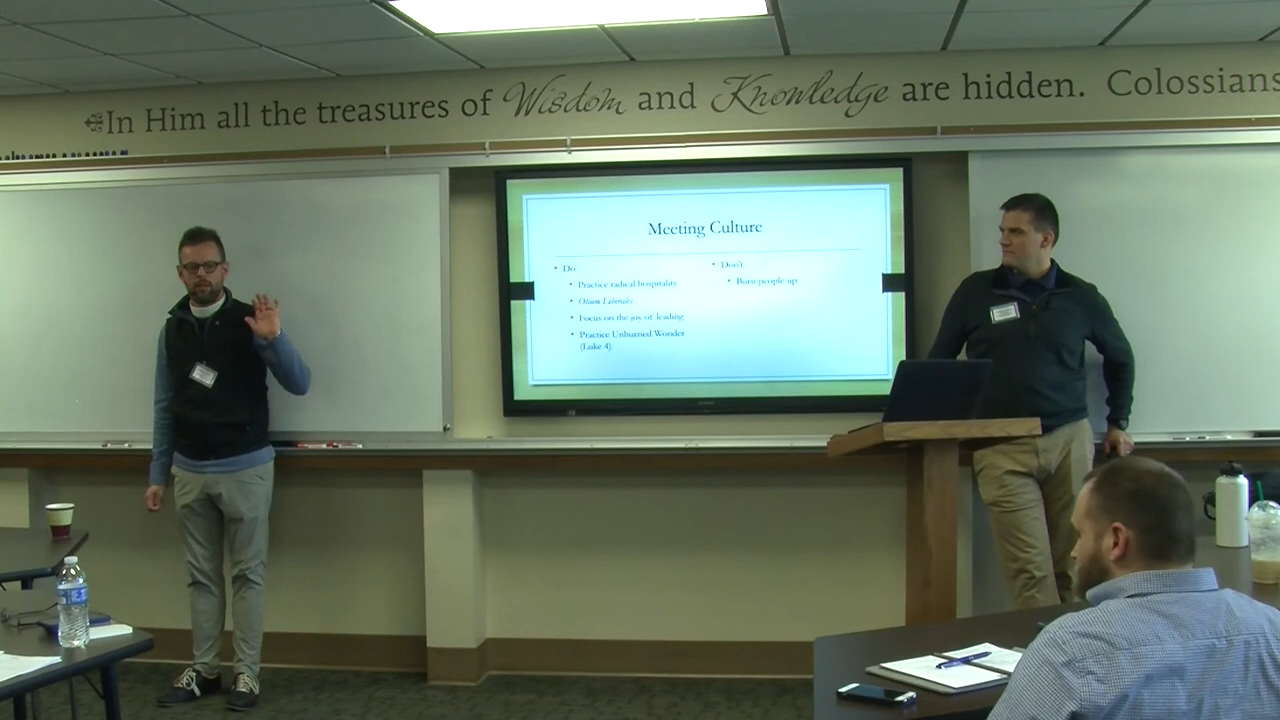 In Him all the treasures of Wisdom and Knowledge are hidden. Colossians
Meeting Culture
• Do
• Practice radical hospitality
• Otium Liberales
• Focus on the joy of leading
• Practice Unburned Wonder
(Luke 4)
• Don't
• Burn people up